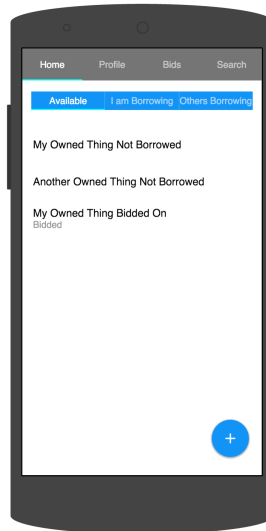 Home Profile Bids Search
Available I am Borrowing Others Borrowing
My Owned Thing Not Borrowed
Another Owned Thing Not Borrowed
My Owned Thing Bidded On
Bidded
+